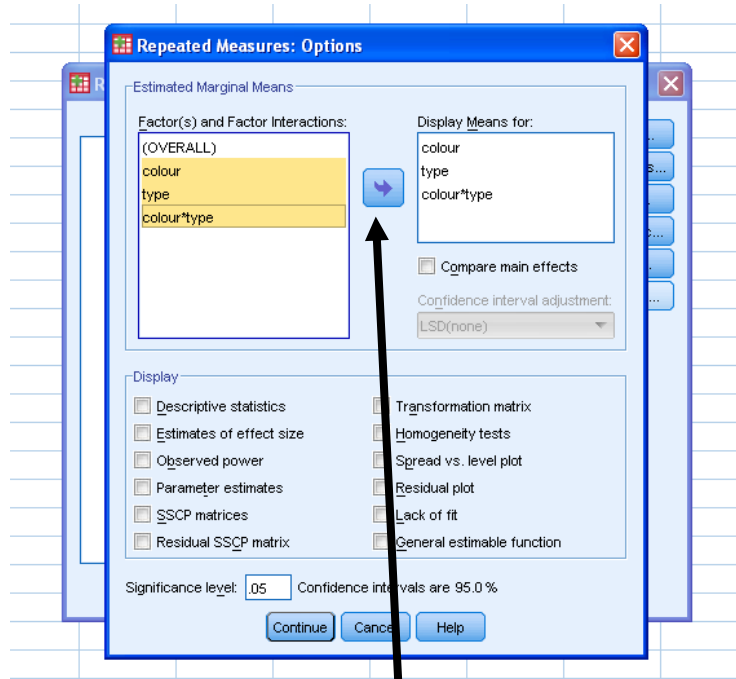 Repeated Measures: Options
R
Estimated Marginal Means
Factor(s) and Factor Interactions:
(OVERALL)
colour
type
colour*type
Display Means for:
colour
type
colour*type
Compare main effects
Confidence interval adjustment:
LSD(none)
...
s...
.
...
.
...
Display
Descriptive statistics
Estimates of effect size
Observed power
Parameter estimates
SSCP matrices
Residual SSCP matrix
Transformation matrix
Homogeneity tests
Spread vs. level plot
Residual plot
Lack of fit
General estimable function
Significance level: .05 Confidence intervals are 95.0 %
Continue Cancel Help